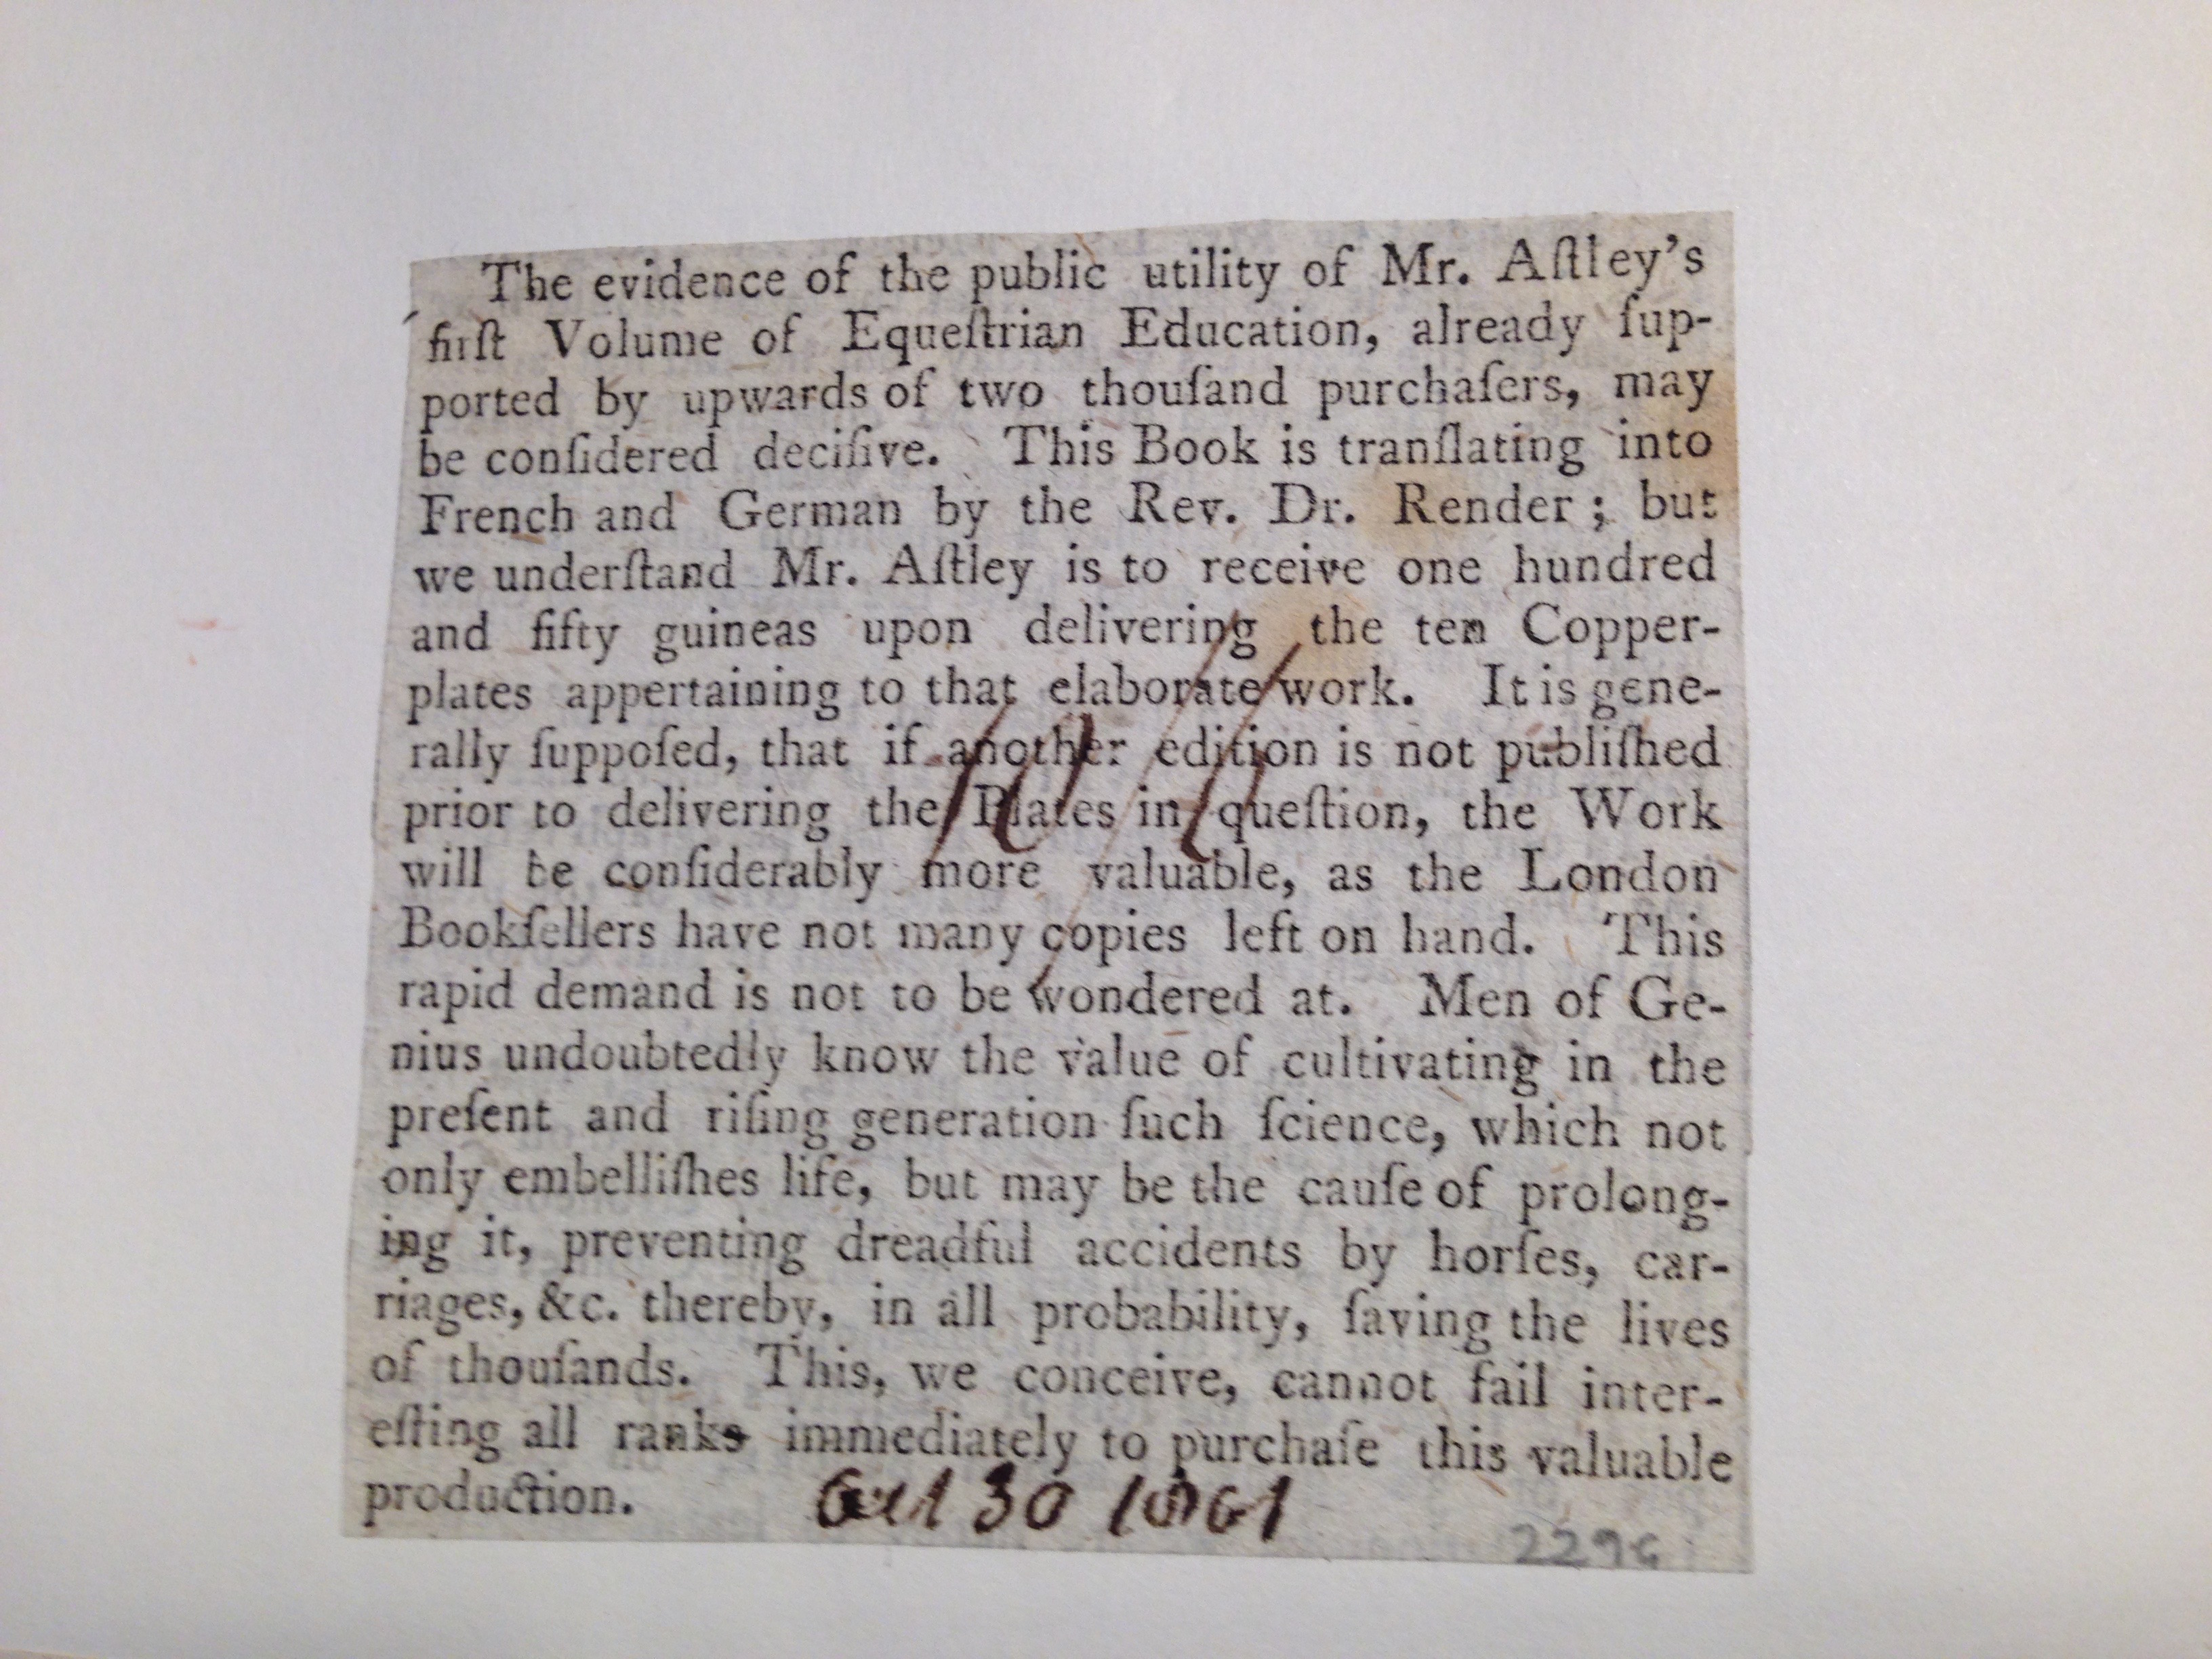 The evidence of the public utility of Mr. Aſtley's
firſt Volume of Equeſtrian Education, already ſup-
ported by upwards of two thouſand purchaſers, may
be conſidered deciſive. This Book is tranſlating into
French and German by the Rev. Dr. Render; but
we underſtand Mr. Aſtley is to receive one hundred
and fifty guineas upon delivering the ten Copper-
plates appertaining to that elaborate work. It is gene-
rally ſuppoſed, that if another edition is not publiſhed
prior to delivering the Plates in queſtion, the Work
will be conſiderably more valuable, as the London
Bookſellers have not many copies left on hand. This
rapid demand is not to be wondered at. Men of Ge-
nius undoubtedly know the value of cultivating in the
preſent and riſing generation ſuch ſcience, which not
only embelliſhes life, but may be the cauſe of prolong-
ing it, preventing dreadful accidents by horſes, car-
riages, &c. thereby, in all probability, ſaving the lives
of thouſands. This, we conceive, cannot fail inter-
eſting all ranks immediately to purchaſe this valuable
production.
Oct 30 1801